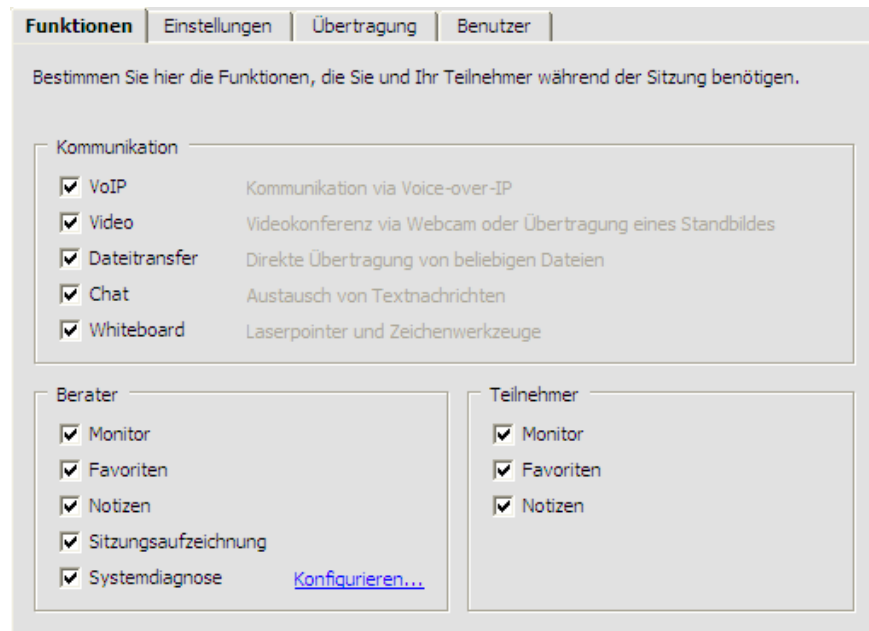 Funktionen Einstellungen Übertragung Benutzer
Bestimmen Sie hier die Funktionen, die Sie und Ihr Teilnehmer während der Sitzung benötigen.
Kommunikation
VoIP Kommunikation via Voice-over-IP
Video Videokonferenz via Webcam oder Übertragung eines Standbildes
Dateitransfer Direkte Übertragung von beliebigen Dateien
Chat Austausch von Textnachrichten
Whiteboard Laserpointer und Zeichenwerkzeuge
Berater
Monitor
Favoriten
Notizen
Sitzungsaufzeichnung
Systemdiagnose Konfigurieren...
Teilnehmer
Monitor
Favoriten
Notizen